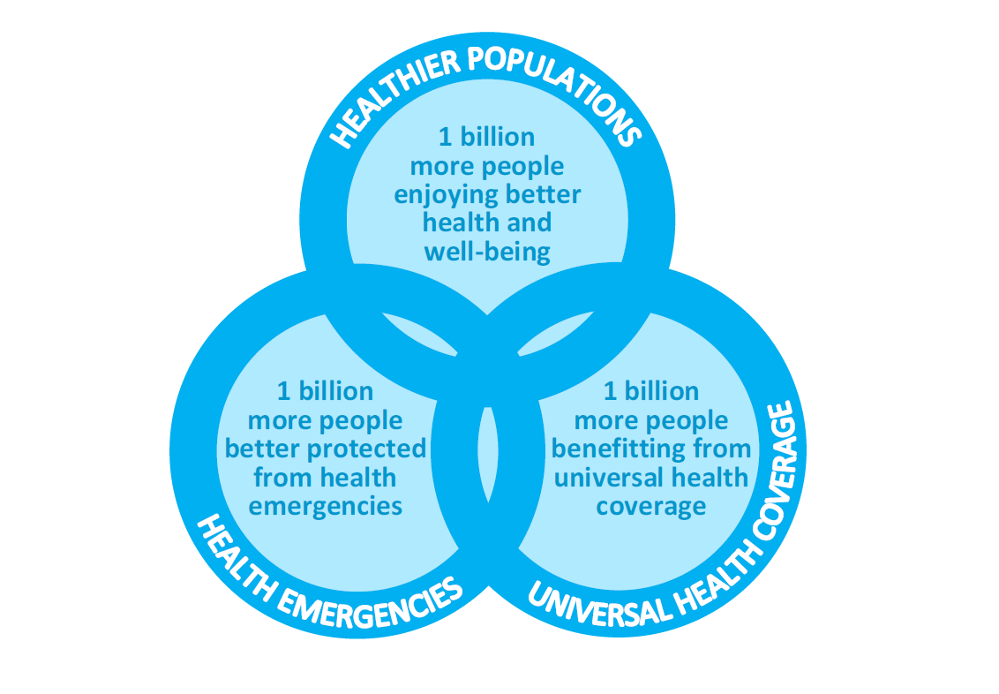 HEALTHIER POPULATIONS
1 billion
more people
enjoying better
health and
well-being
1 billion
more people
better protected
from health
emergencies
HEALTH EMERGENCIES
1 billion
more people
benefitting from
universal health
coverage
UNIVERSAL HEALTH COVERAGE